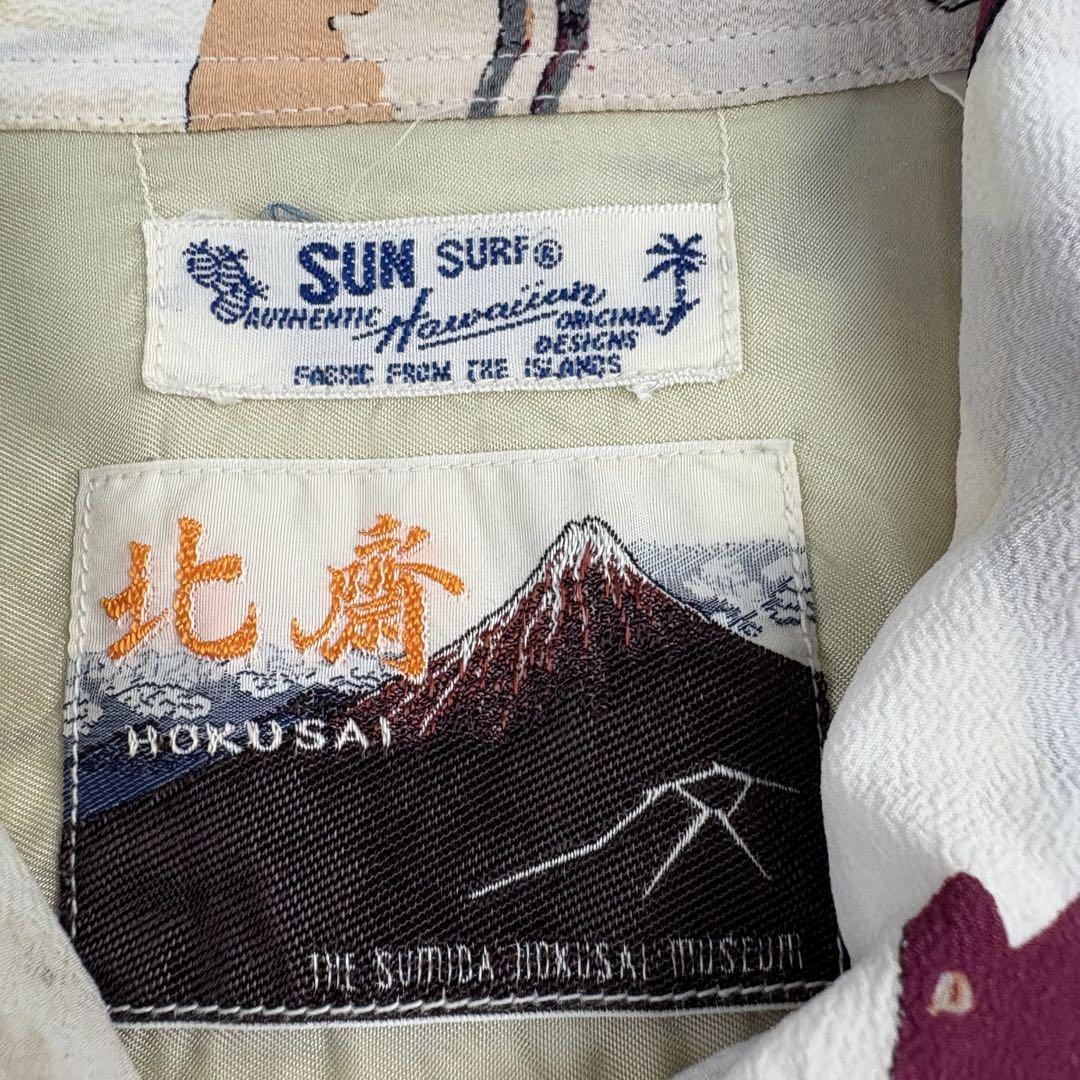 SUN SURF®
AUTHENTIC Hawaiian ORIGINAL
DESIGNS
FABRIC FROM THE ISLANDS
北斎
HOKUSAI
THE SUMIDA HOKUSAI MUSEUM